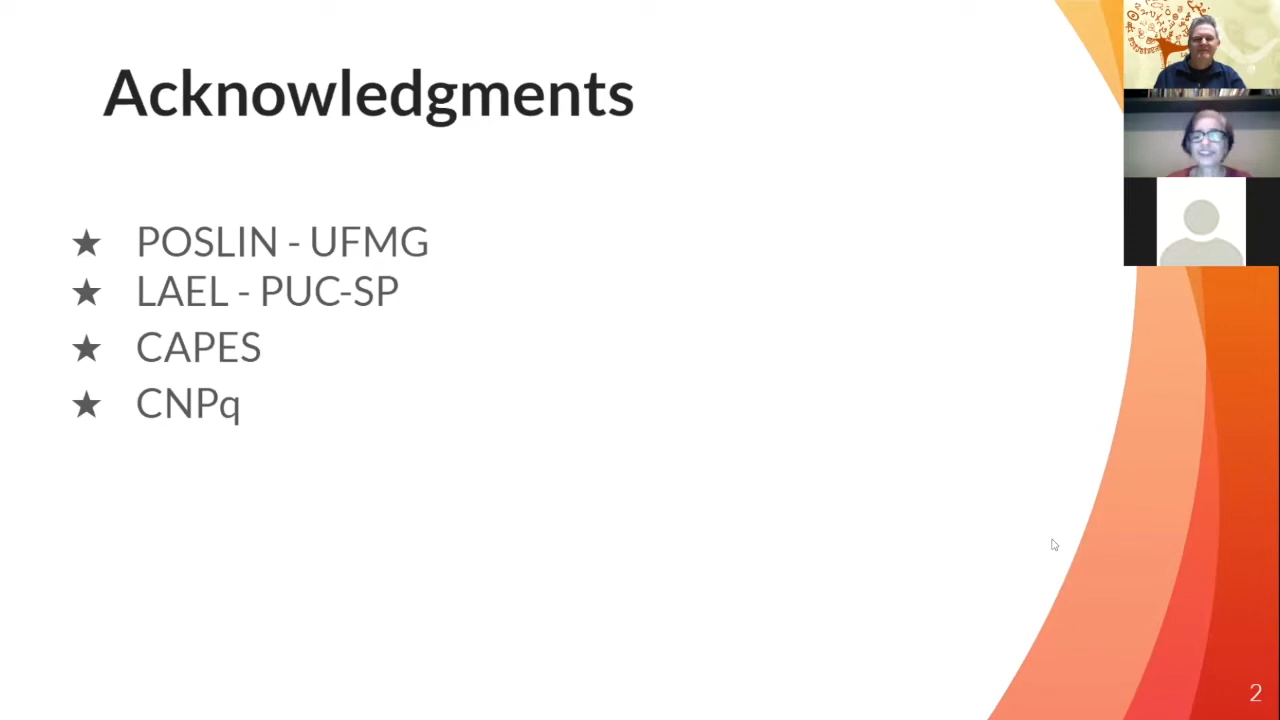 Acknowledgments
★ POSLIN - UFMG
★ LAEL - PUC-SP
★ CAPES
★ CNPq
2